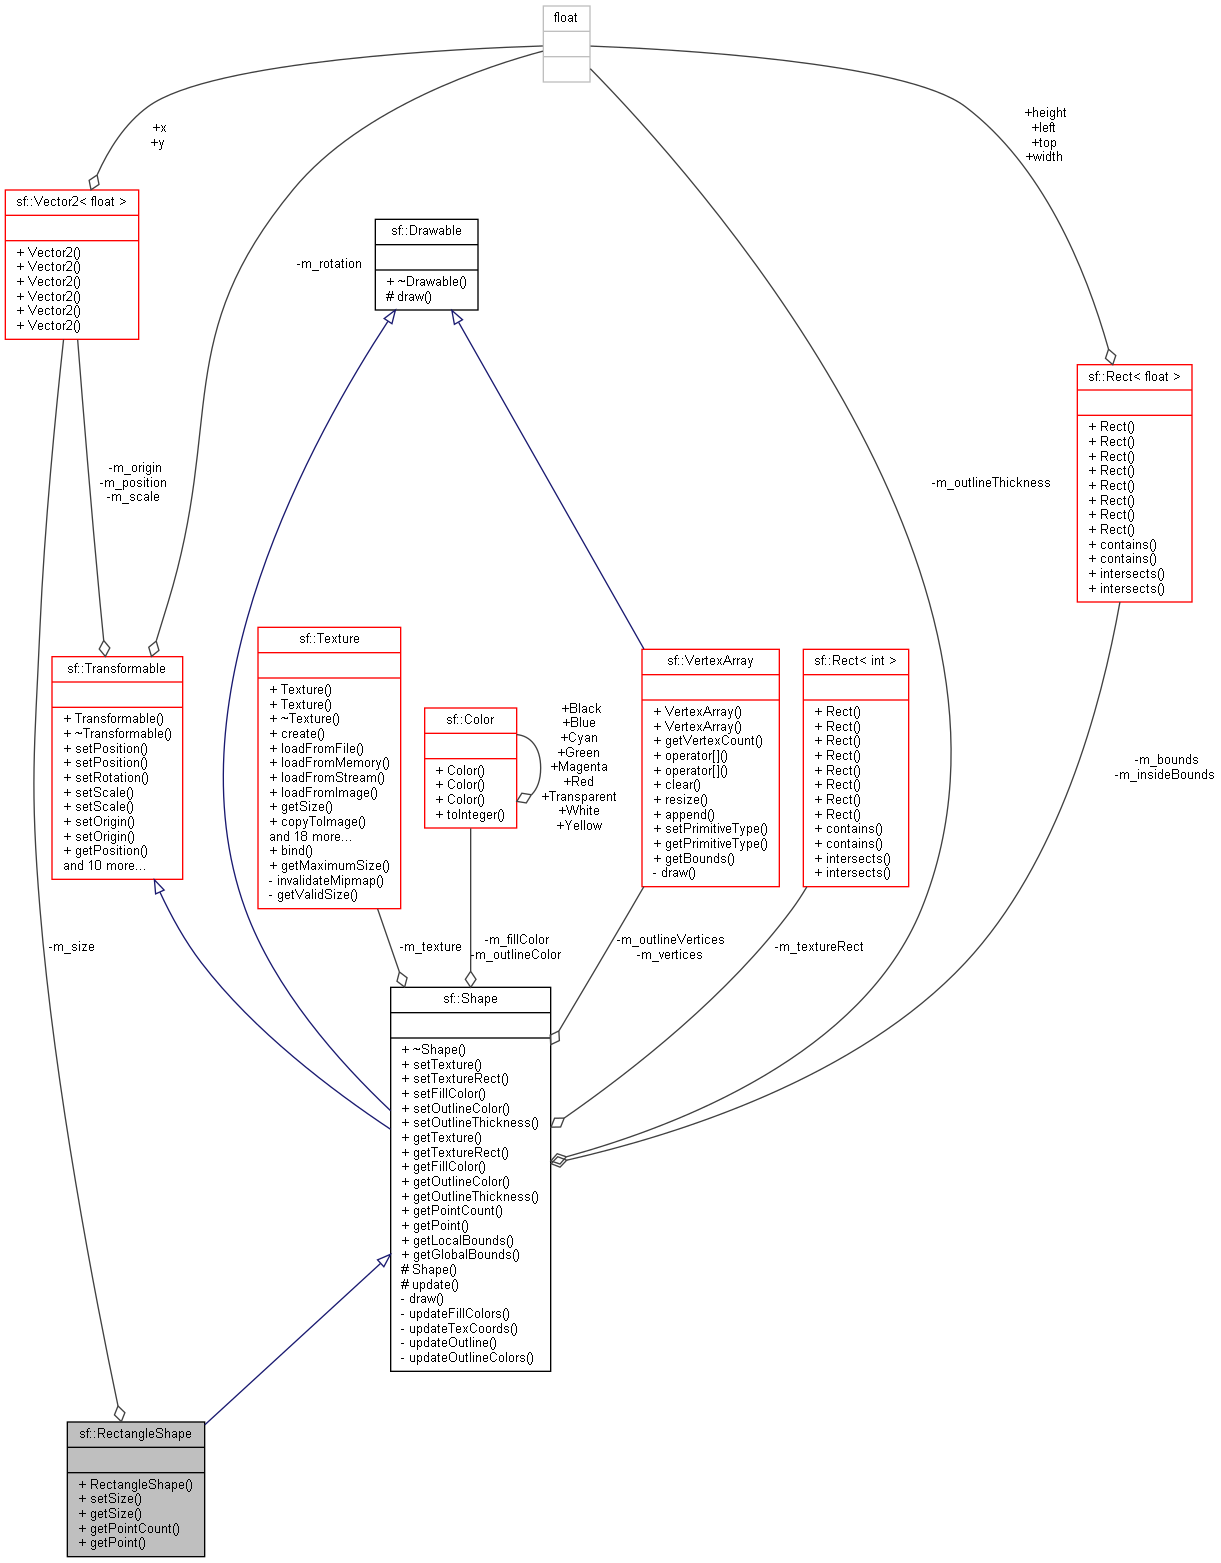 float
+x
+y
+height
+left
+top
+width
sf::Vector2< float >
+ Vector2()
+ Vector2()
+ Vector2()
+ Vector2()
+ Vector2()
+ Vector2()
sf::Drawable
+ ~Drawable()
# draw()
-m_rotation
sf::Rect< float >
+ Rect()
+ Rect()
+ Rect()
+ Rect()
+ Rect()
+ Rect()
+ Rect()
+ Rect()
+ contains()
+ contains()
+ intersects()
+ intersects()
-m_origin
-m_position
-m_scale
-m_outlineThickness
sf::Transformable
+ Transformable()
+ ~Transformable()
+ setPosition()
+ setPosition()
+ setRotation()
+ setScale()
+ setScale()
+ setOrigin()
+ setOrigin()
+ getPosition()
and 10 more...
sf::Texture
+ Texture()
+ Texture()
+ ~Texture()
+ create()
+ loadFromFile()
+ loadFromMemory()
+ loadFromStream()
+ loadFromImage()
+ getSize()
+ copyToImage()
and 18 more...
+ bind()
+ getMaximumSize()
- invalidateMipmap()
- getValidSize()
sf::Color
+ Color()
+ Color()
+ Color()
+ toInteger()
+Black
+Blue
+Cyan
+Green
+Magenta
+Red
+Transparent
+White
+Yellow
sf::VertexArray
+ VertexArray()
+ VertexArray()
+ getVertexCount()
+ operator[]()
+ operator[]()
+ clear()
+ resize()
+ append()
+ setPrimitiveType()
+ getPrimitiveType()
+ getBounds()
- draw()
sf::Rect< int >
+ Rect()
+ Rect()
+ Rect()
+ Rect()
+ Rect()
+ Rect()
+ Rect()
+ Rect()
+ contains()
+ contains()
+ intersects()
+ intersects()
-m_bounds
-m_insideBounds
-m_size
-m_texture
-m_fillColor
-m_outlineColor
-m_outlineVertices
-m_vertices
-m_textureRect
sf::Shape
+ ~Shape()
+ setTexture()
+ setTextureRect()
+ setFillColor()
+ setOutlineColor()
+ setOutlineThickness()
+ getTexture()
+ getTextureRect()
+ getFillColor()
+ getOutlineColor()
+ getOutlineThickness()
+ getPointCount()
+ getPoint()
+ getLocalBounds()
+ getGlobalBounds()
# Shape()
# update()
- draw()
- updateFillColors()
- updateTexCoords()
- updateOutline()
- updateOutlineColors()
sf::RectangleShape
+ RectangleShape()
+ setSize()
+ getSize()
+ getPointCount()
+ getPoint()